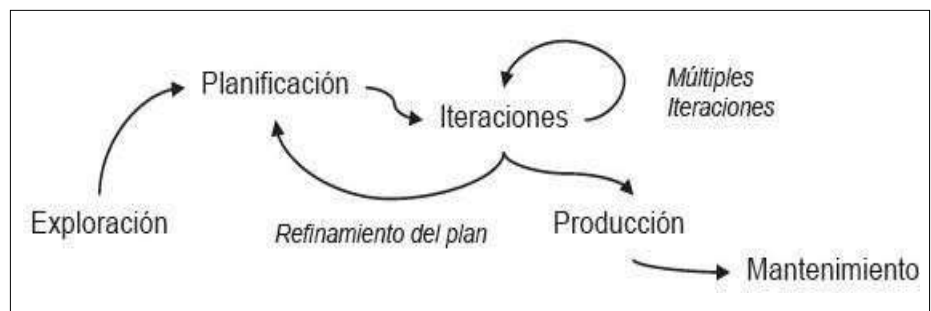 Planificación
Múltiples
Iteraciones
Iteraciones
Exploración
Refinamiento del plan
Producción
Mantenimiento